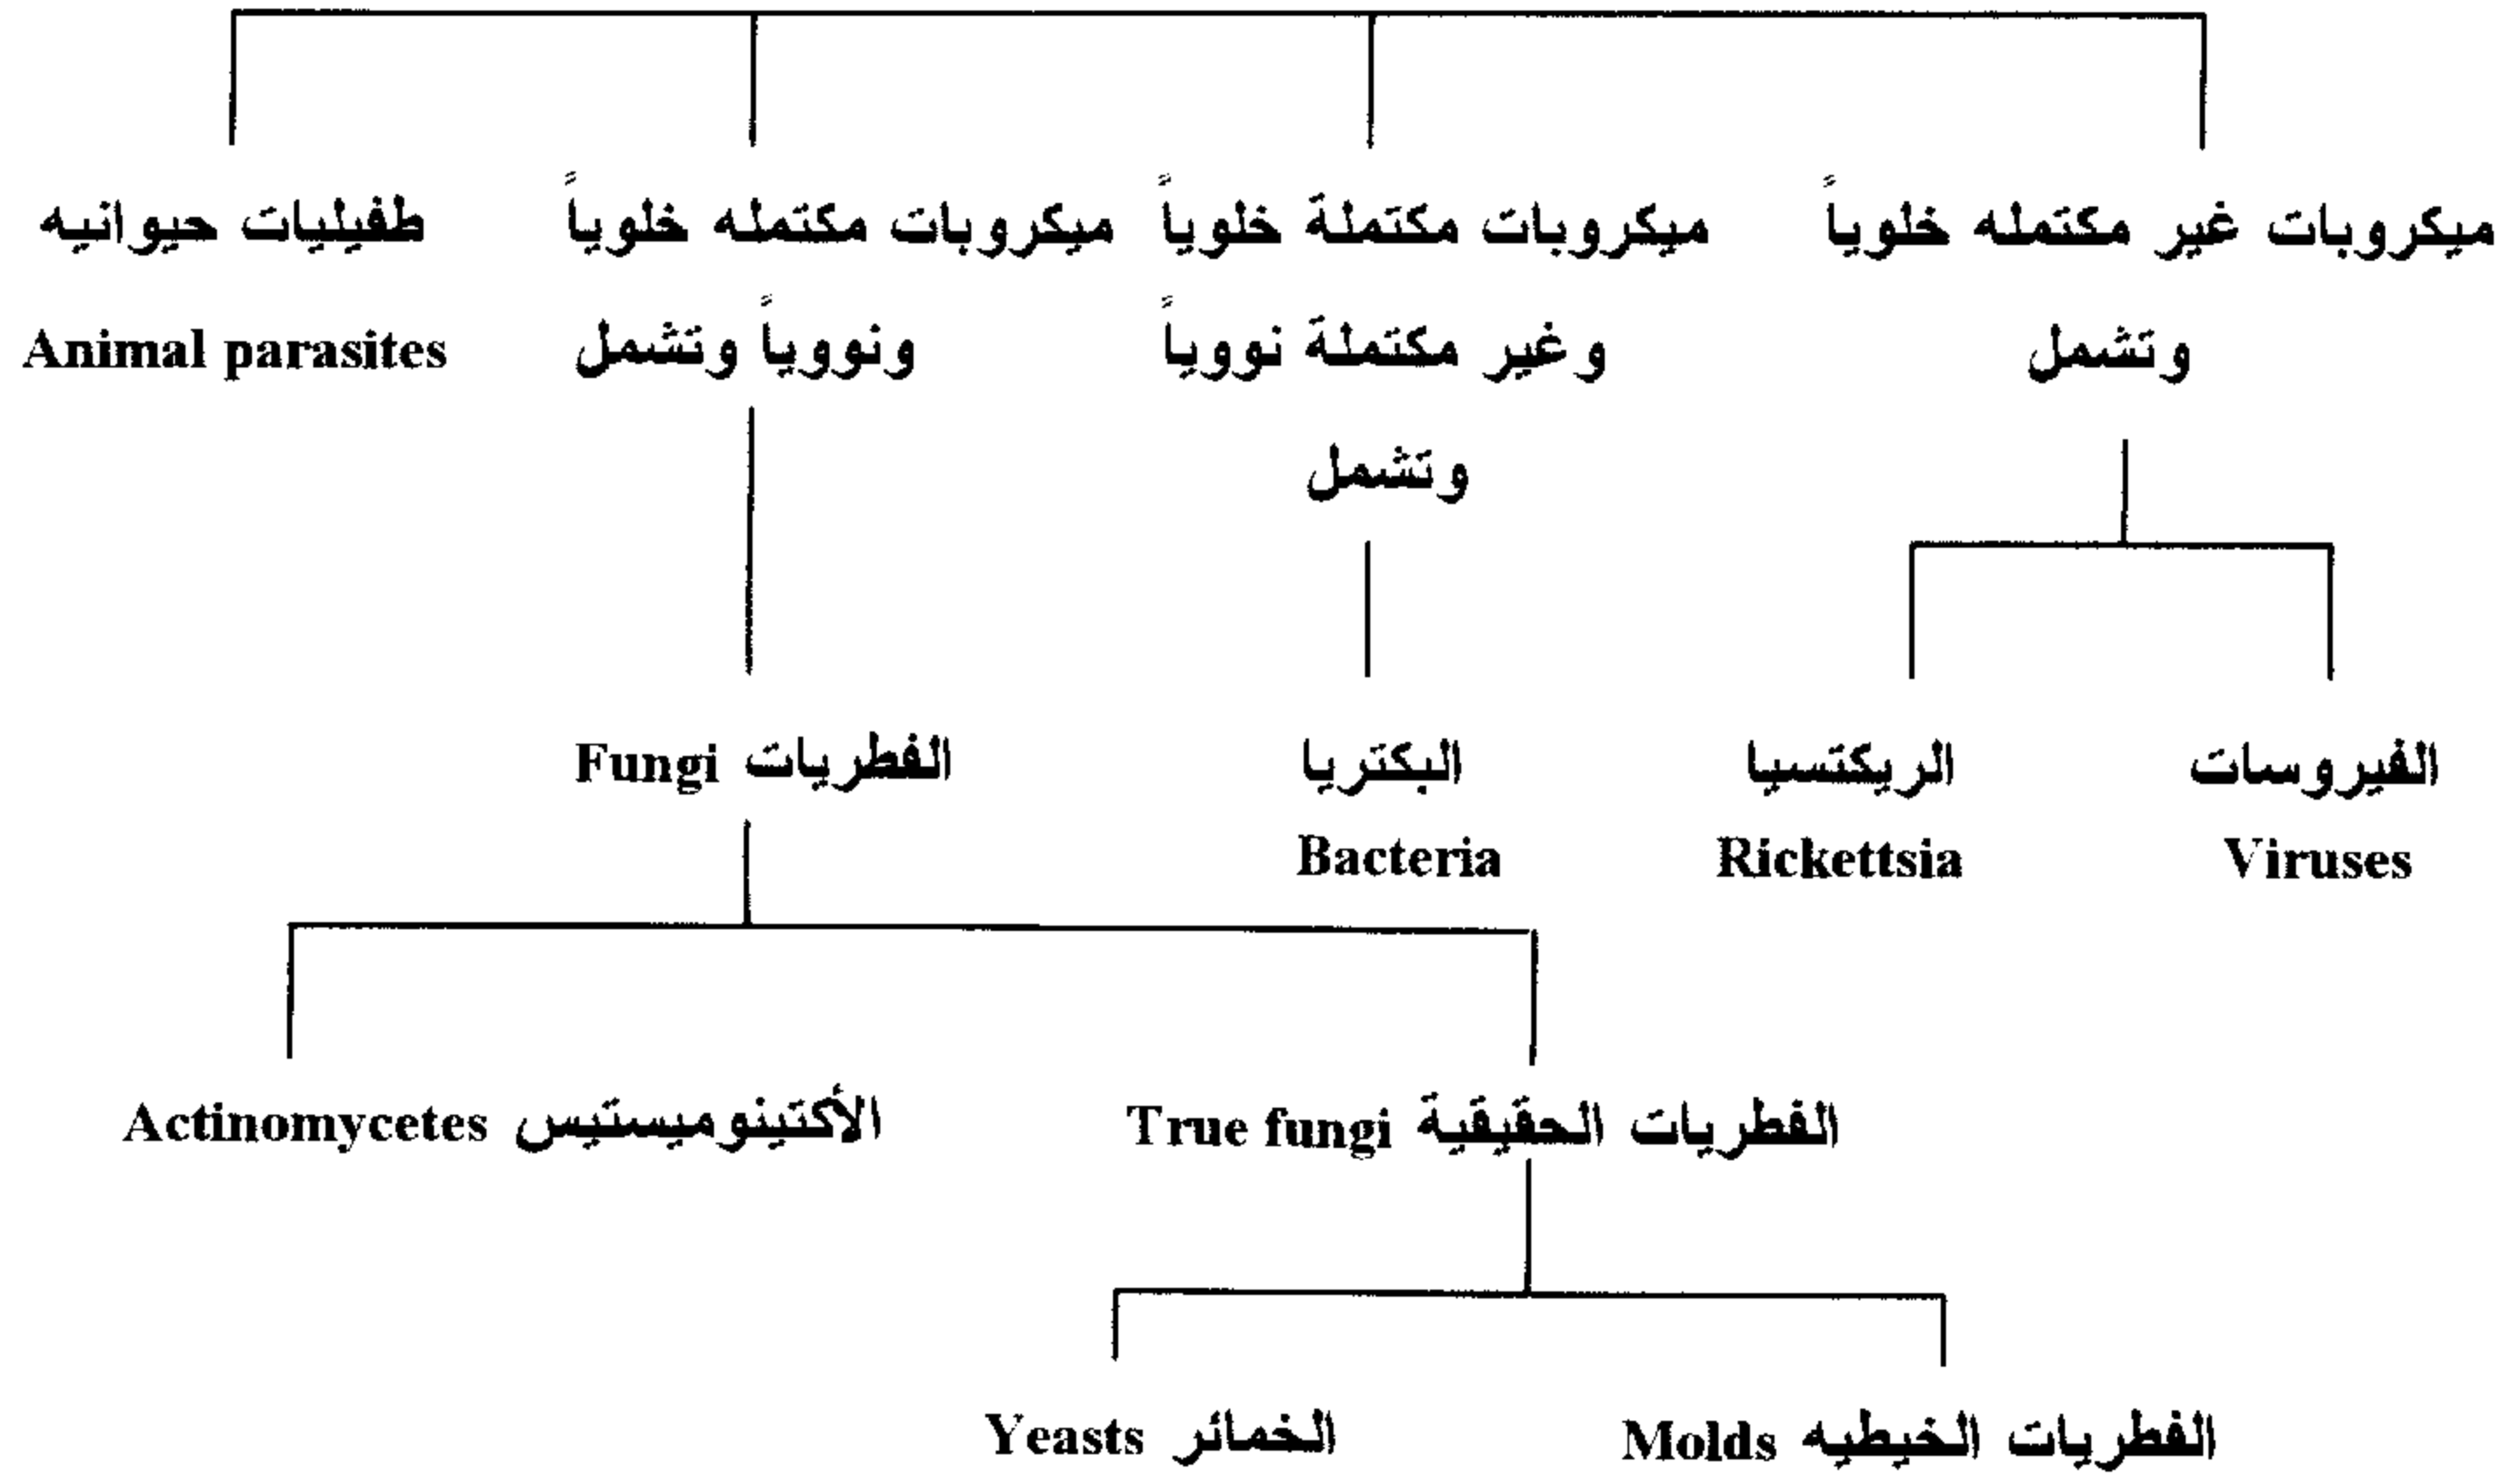 ميكروبات غير مكتمله خلوياً
وتشمل
ميكروبات مكتملة خلوياً
وغير مكتملة نووياً
وتشمل
ميكروبات مكتمله خلوياً
ونووياً وتشمل
طفيليات حيوانيه
Animal parasites
الفيروسات
Viruses
الريكتسيا
Rickettsia
البكتريا
Bacteria
الفطريات Fungi
الفطريات الحقيقية True fungi
الأكتينوميستيس Actinomycetes
الفطريات الخيطيه Molds
الخمائر Yeasts